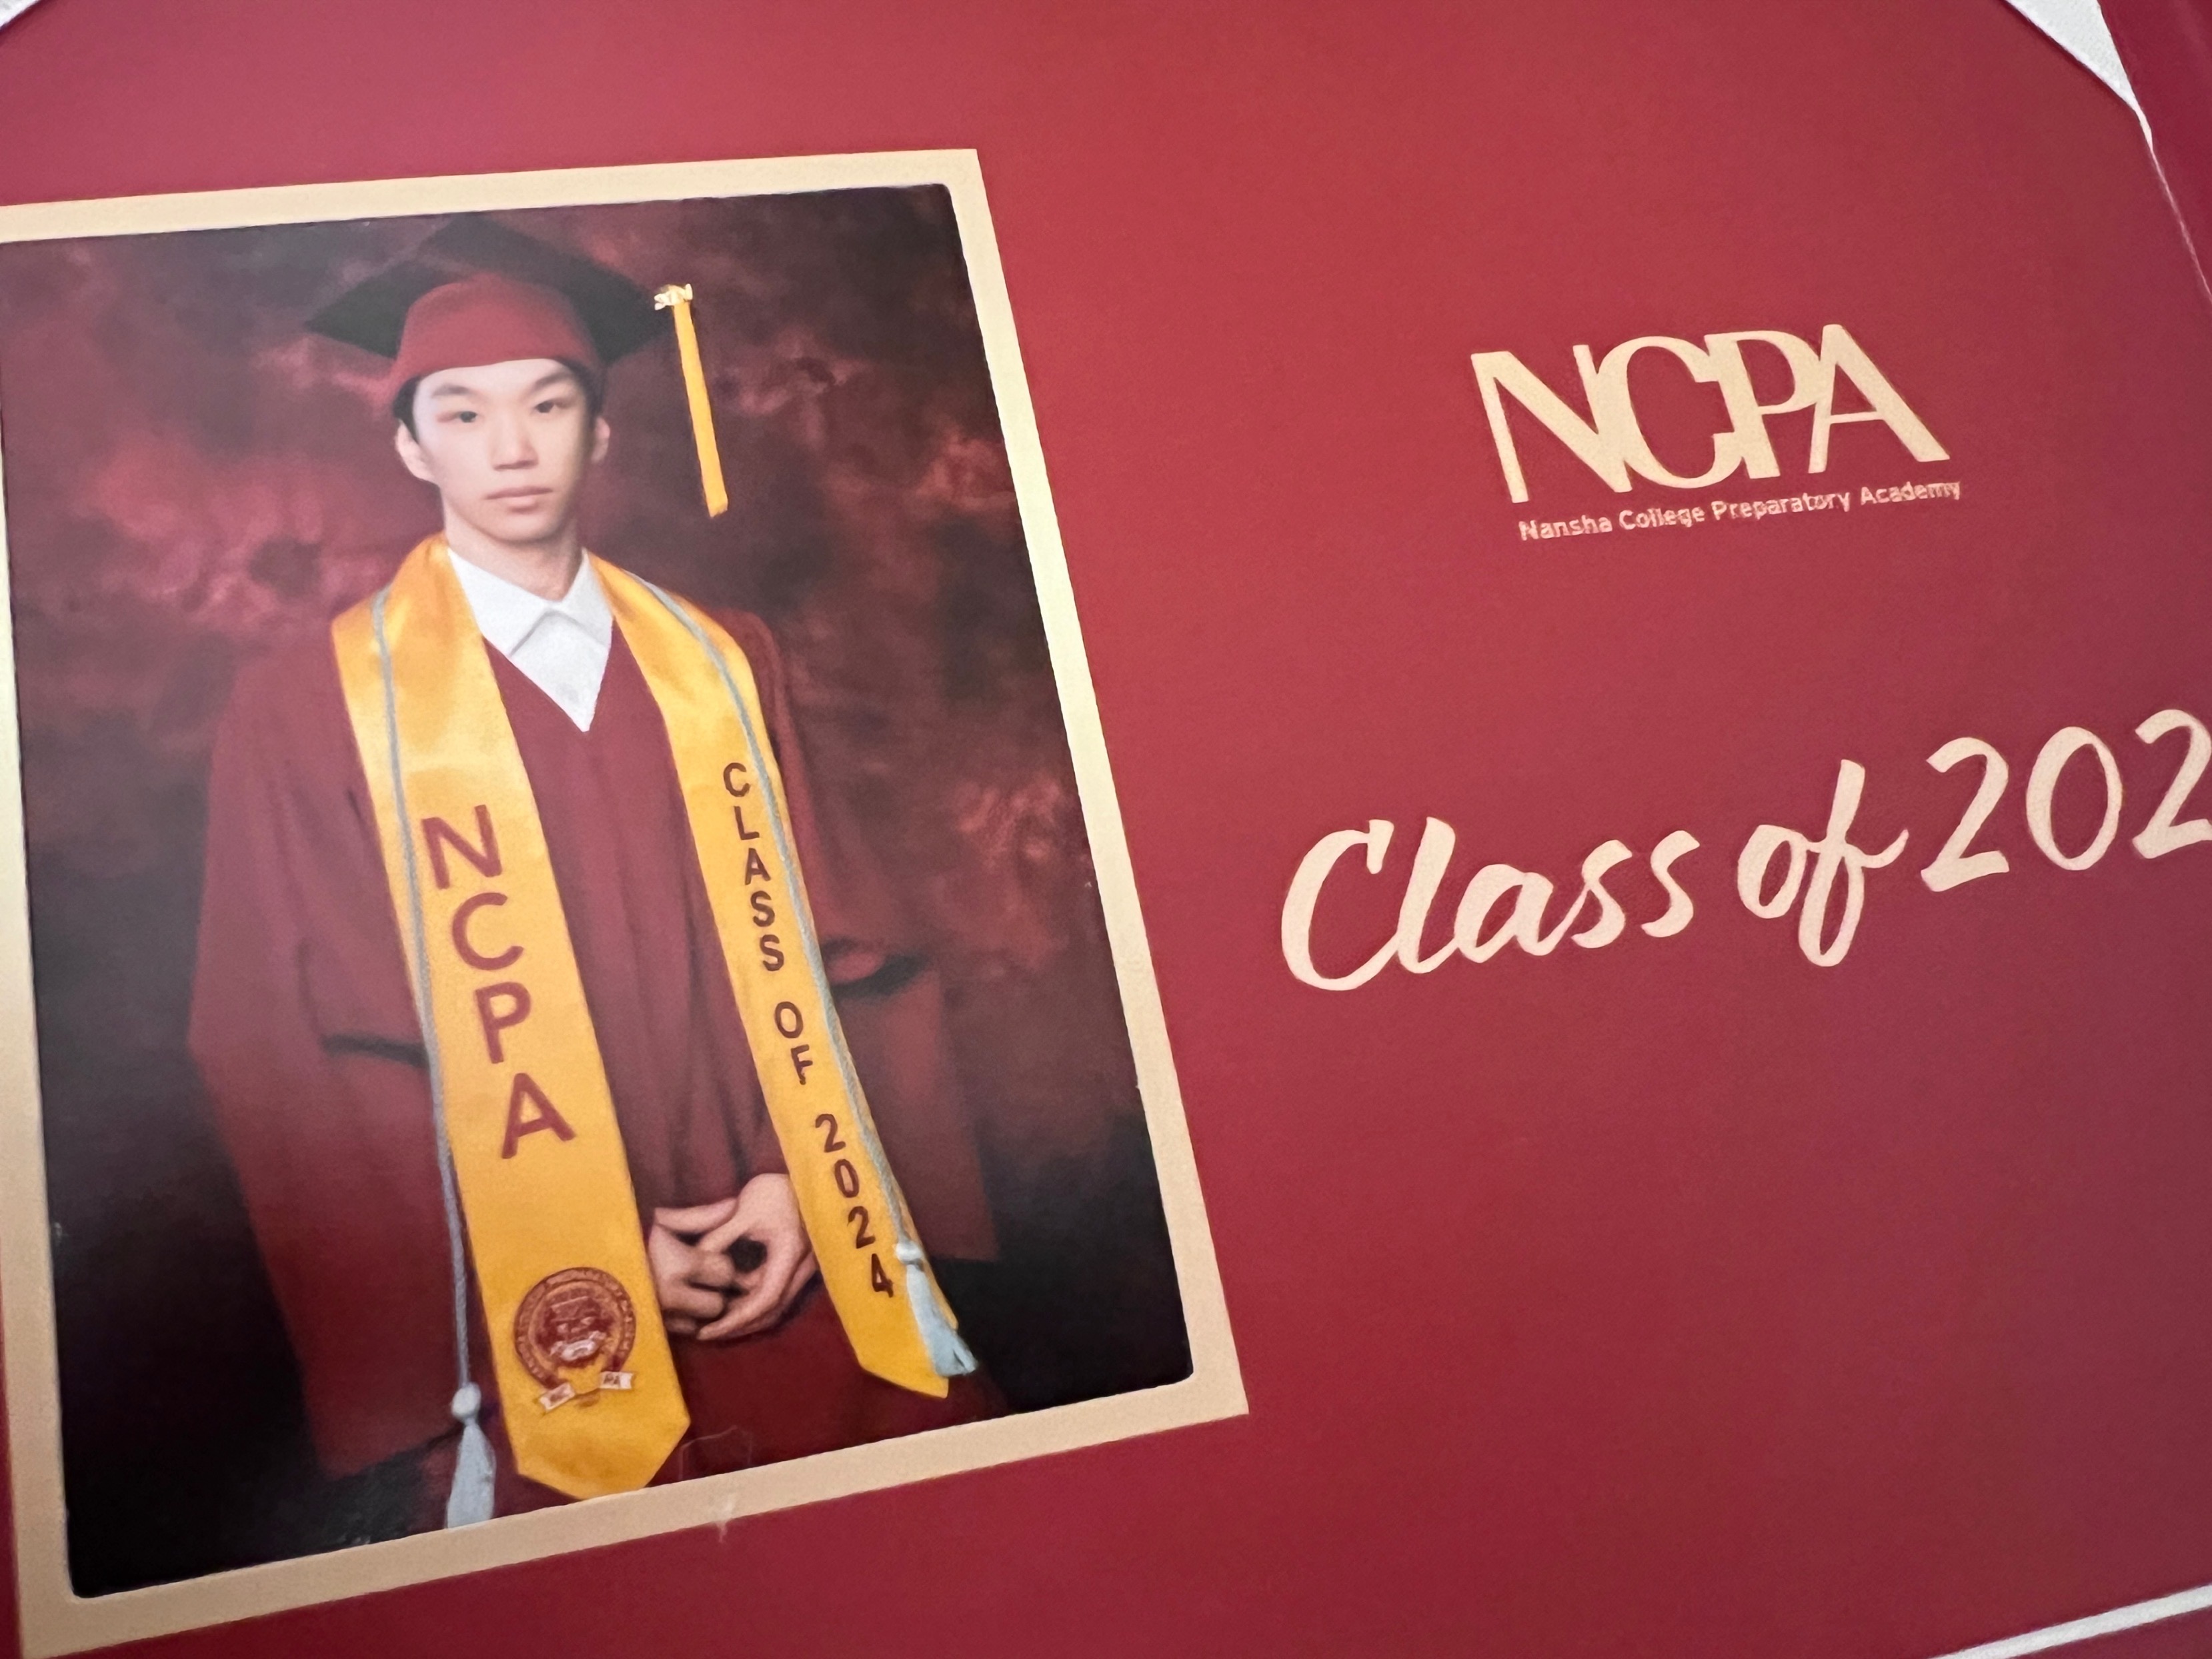 NCPA
CLASS OF 2024
NCPA
Nansha College Preparatory Academy
Class of 202